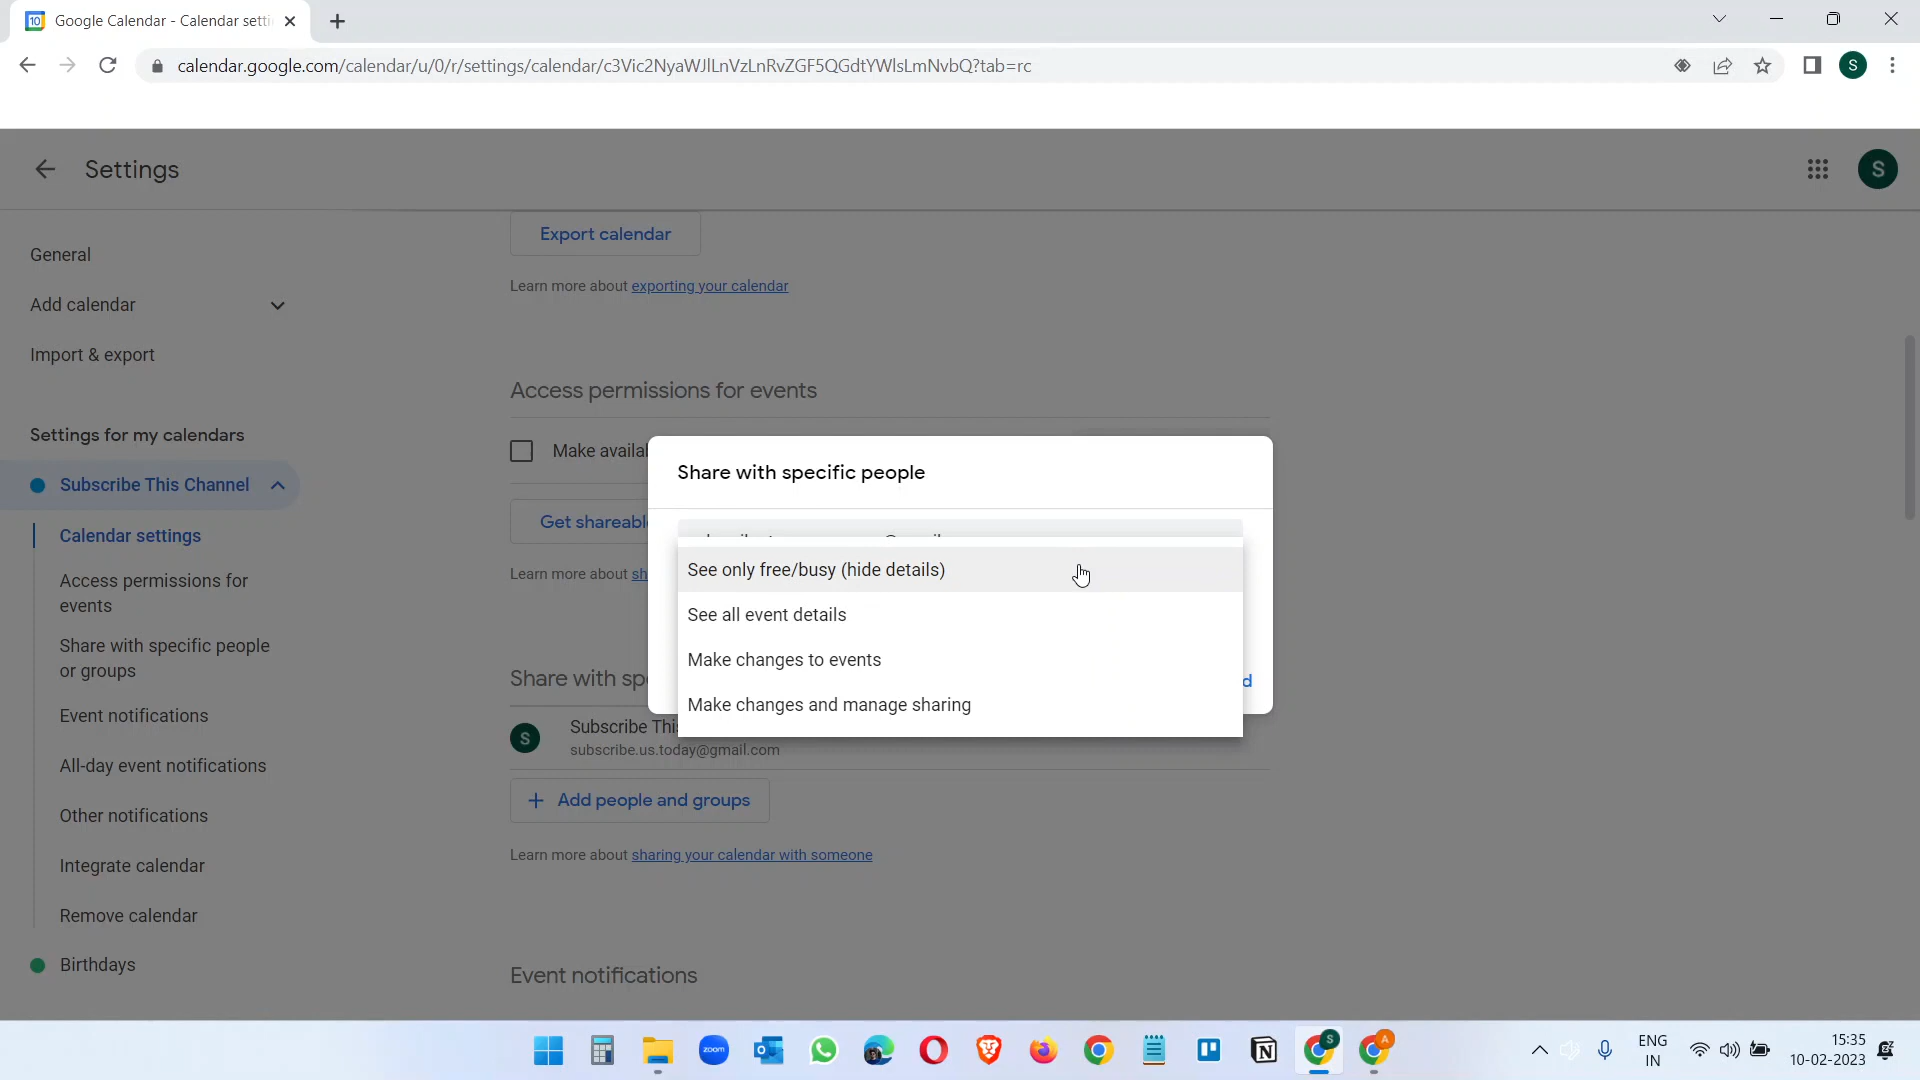 Google Calendar - Calendar setti
calendar.google.com/calendar/u/0/r/settings/calendar/c3Vic2NyaWJlLnVzLnRvZGF5QGdtYWlsLmNvbQ?tab=rc
S
Settings
S
Export calendar
General
Learn more about exporting your calendar
Add calendar
Import & export
Access permissions for events
Settings for my calendars
Make availab
Share with specific people
Subscribe This Channel
Get shareabl
Calendar settings
See only free/busy (hide details)
Learn more about sh
Access permissions for
events
See all event details
Share with specific people
or groups
Make changes to events
Share with spe
d
Make changes and manage sharing
Event notifications
S
Subscribe This
subscribe.us.today@gmail.com
All-day event notifications
Add people and groups
Other notifications
Learn more about sharing your calendar with someone
Integrate calendar
Remove calendar
Birthdays
Event notifications
zoom
S
A
ENG
IN
15:35
10-02-2023